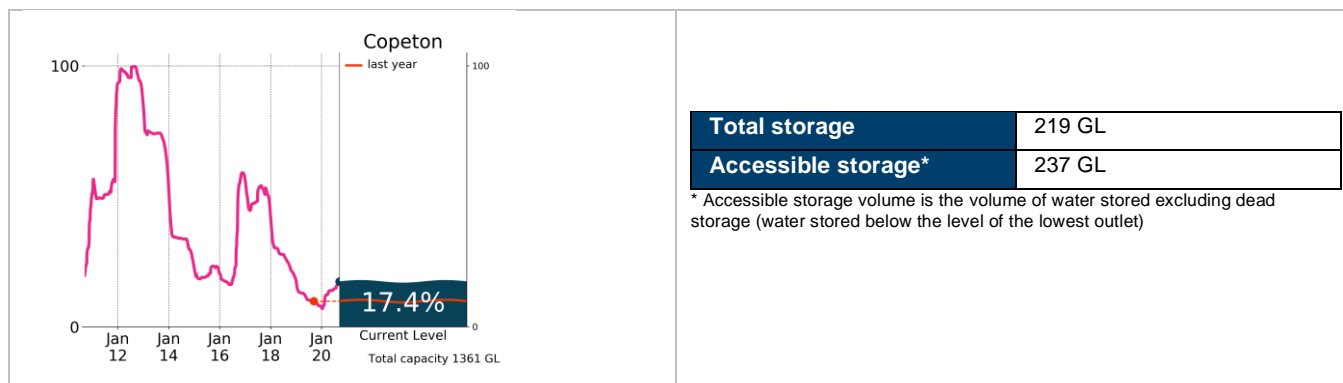 Copeton
last year
100
100
17.4%
0
0
Jan 12
Jan 14
Jan 16
Jan 18
Jan 20
Current Level
Total capacity 1361 GL
Total storage 219 GL
Accessible storage* 237 GL
* Accessible storage volume is the volume of water stored excluding dead
storage (water stored below the level of the lowest outlet)